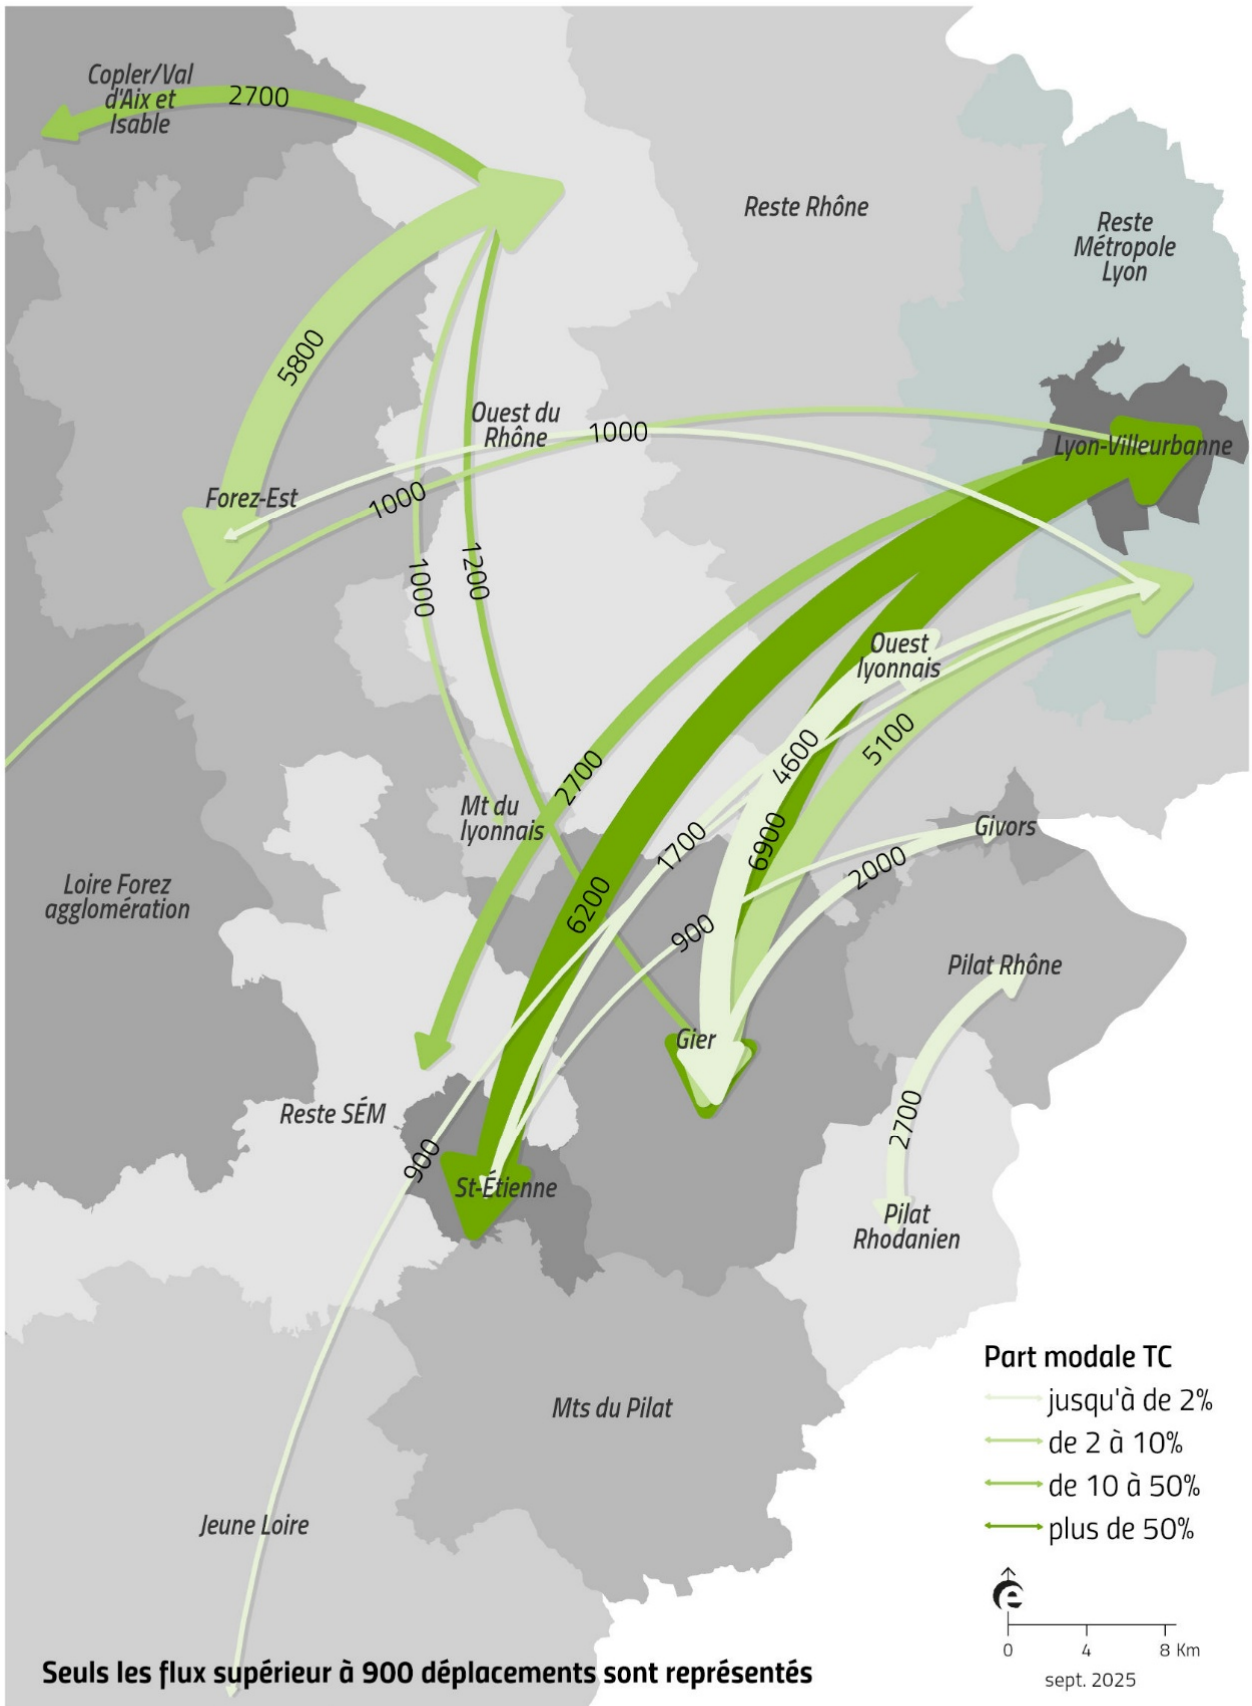 Copler/Val
d'Aix et
Isable
2700
Reste Rhône
Reste
Métropole
Lyon
5800
Ouest du
Rhône
1000
Lyon-Villeurbanne
Forez-Est
1000
1000
1200
Ouest
lyonnais
4600
5100
2700
Mt du
lyonnais
1700
6900
Givors
2000
Loire Forez
agglomération
6200
900
Pilat Rhône
Gier
Reste SÉM
2700
900
St-Étienne
Pilat
Rhodanien
Mts du Pilat
Jeune Loire
Part modale TC
jusqu'à de 2%
de 2 à 10%
de 10 à 50%
plus de 50%
e
0 4 8 Km
sept. 2025
Seuls les flux supérieur à 900 déplacements sont représentés